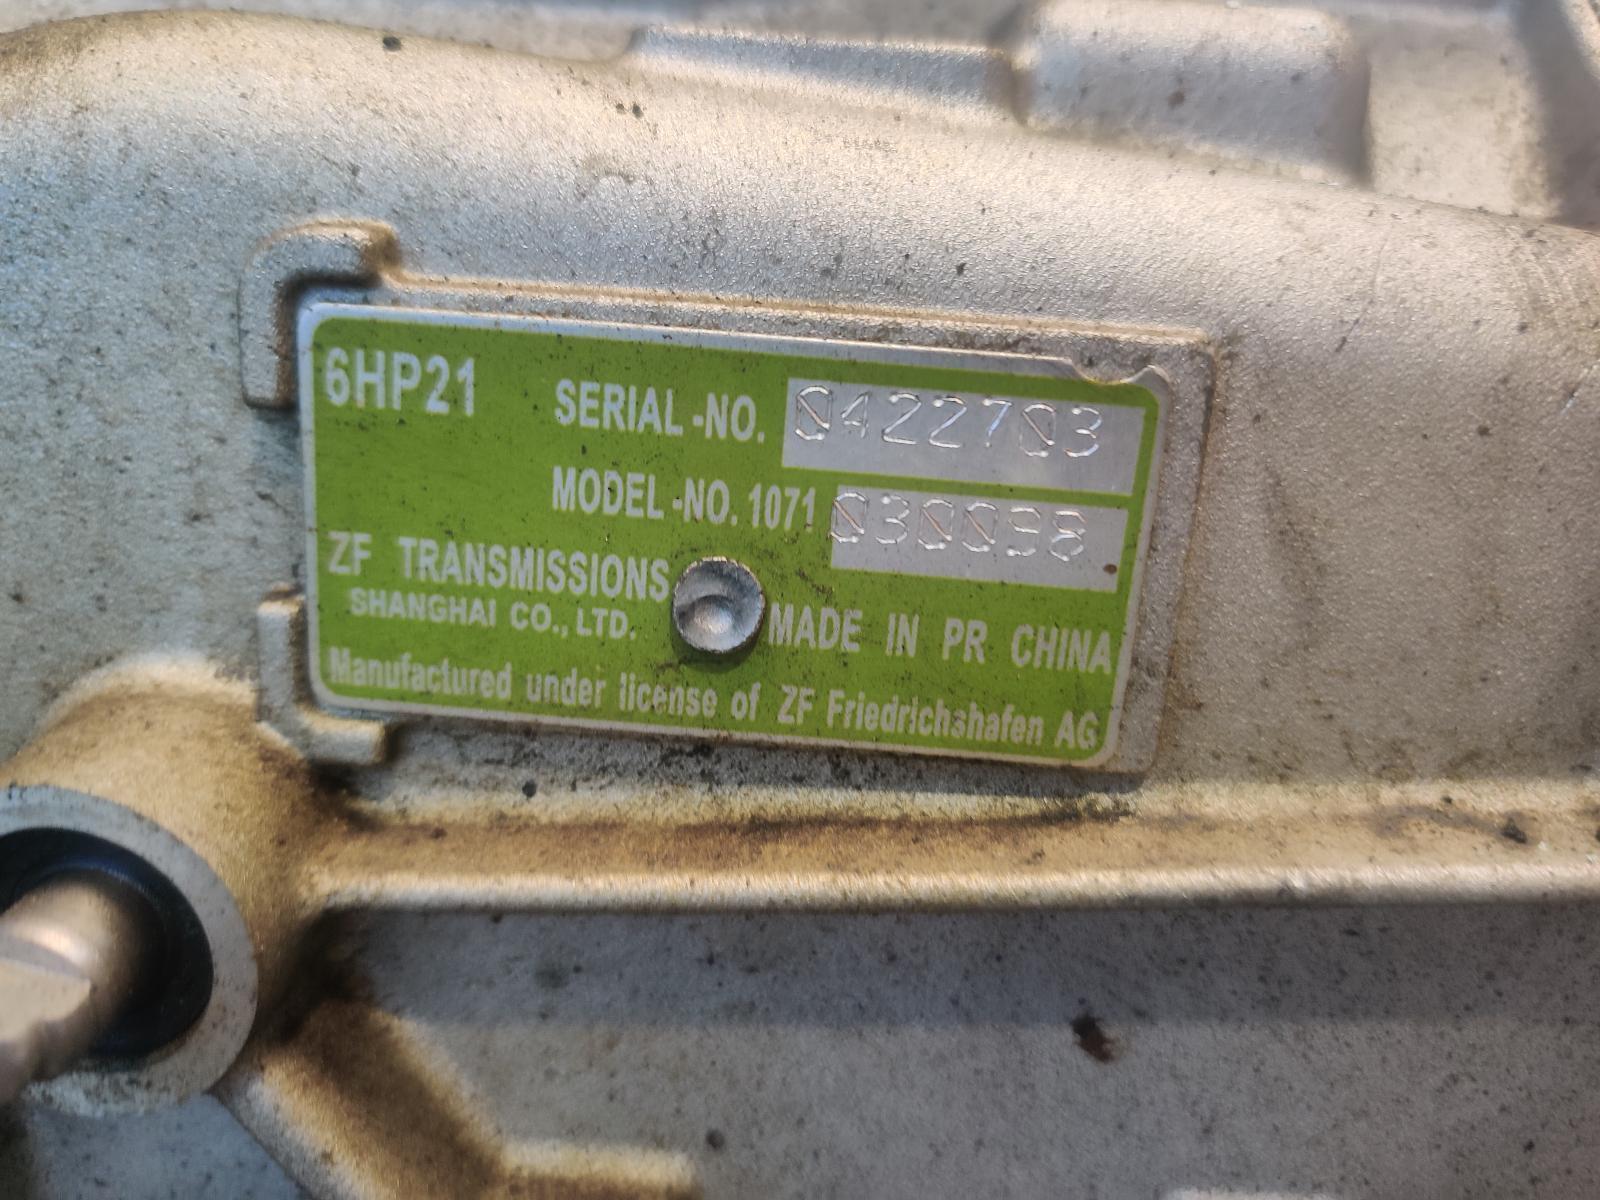 6HP21 SERIAL-NO. 0422703
MODEL-NO. 1071 030098
ZF TRANSMISSIONS
SHANGHAI CO., LTD. MADE IN PR CHINA
Manufactured under license of ZF Friedrichshafen AG